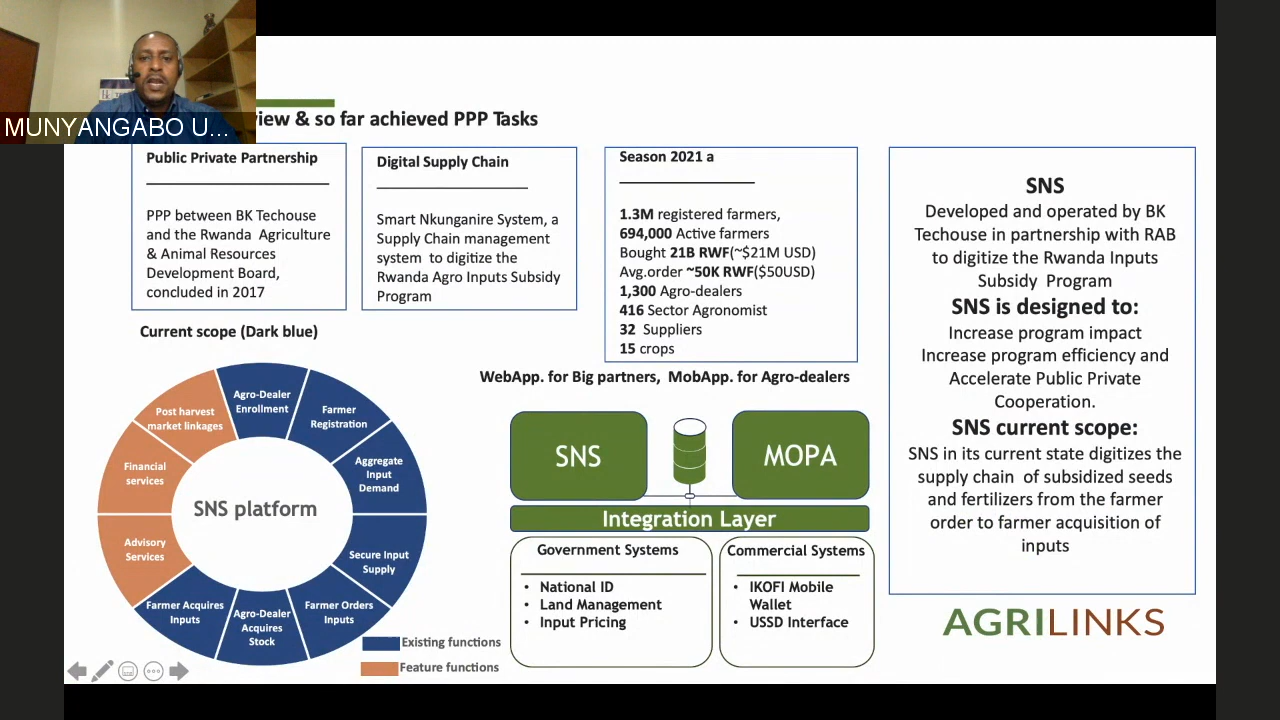 MUNYANGABO U...
view & so far achieved PPP Tasks
Public Private Partnership
PPP between BK Techouse
and the Rwanda Agriculture
& Animal Resources
Development Board,
concluded in 2017
Digital Supply Chain
Smart Nkunganire System, a
Supply Chain management
system to digitize the
Rwanda Agro Inputs Subsidy
Program
Season 2021 a
1.3M registered farmers,
694,000 Active farmers
Bought 21B RWF(~$21M USD)
Avg.order ~50K RWF($50USD)
1,300 Agro-dealers
416 Sector Agronomist
32 Suppliers
15 crops
SNS
Developed and operated by BK
Techouse in partnership with RAB
to digitize the Rwanda Inputs
Subsidy Program
SNS is designed to:
Increase program impact
Increase program efficiency and
Accelerate Public Private
Cooperation.
SNS current scope:
SNS in its current state digitizes the
supply chain of subsidized seeds
and fertilizers from the farmer
order to farmer acquisition of
inputs
Current scope (Dark blue)
Agro-Dealer
Enrollment
Farmer
Registration
Aggregate
Input
Demand
Secure Input
Supply
Farmer Orders
Inputs
Agro-Dealer
Acquires
Stock
Farmer Acquires
Inputs
Advisory
Services
Financial
services
Post harvest
market linkages
SNS platform
Existing functions
Feature functions
WebApp. for Big partners, MobApp. for Agro-dealers
SNS
MOPA
Integration Layer
Government Systems
• National ID
• Land Management
• Input Pricing
Commercial Systems
• IKOFI Mobile
Wallet
• USSD Interface
AGRILINKS